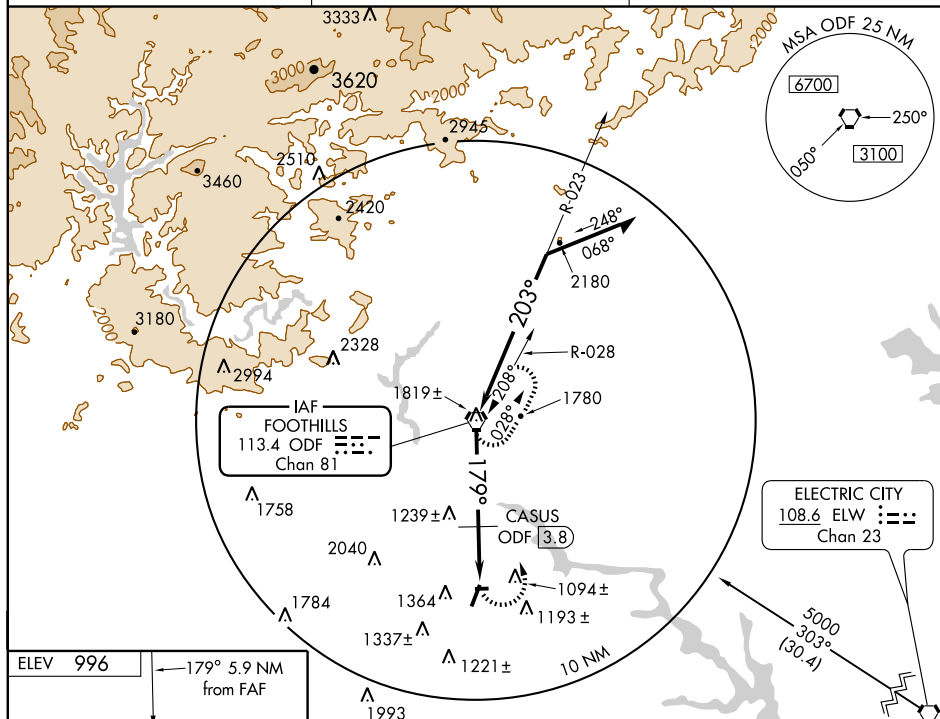 3333
3000
3620
2000
2000
2945
2510
3460
2420
MSA ODF 25 NM
6700
250°
050°
3100
R-023
248°
068°
2180
203°
2000
3180
2328
2994
R-028
208°
028°
1819±
1780
IAF
FOOTHILLS
113.4 ODF
Chan 81
179°
1758
1239±
CASUS
ODF 3.8
2040
1094±
1364
1193±
1784
1337±
1221±
10 NM
1993
ELECTRIC CITY
108.6 ELW
Chan 23
5000
303°
(30.4)
ELEV 996
179° 5.9 NM
from FAF